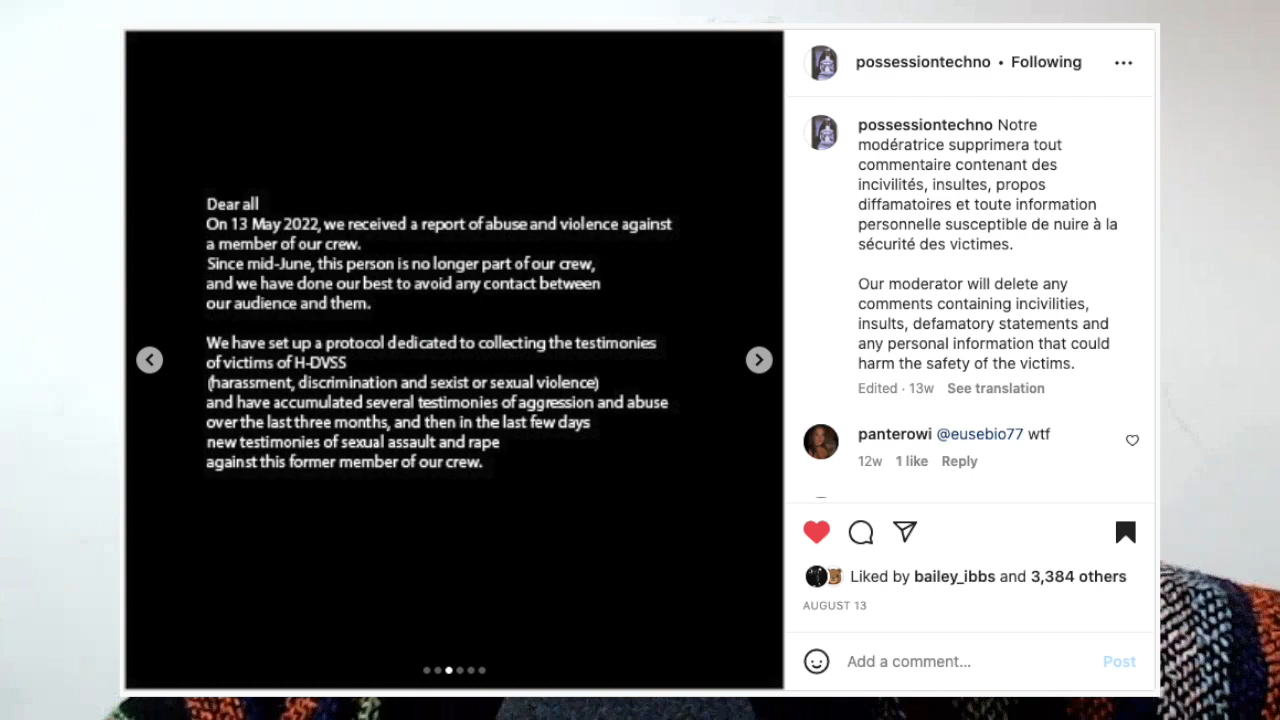 Dear all
On 13 May 2022, we received a report of abuse and violence against
a member of our crew.
Since mid-June, this person is no longer part of our crew,
and we have done our best to avoid any contact between
our audience and them.
We have set up a protocol dedicated to collecting the testimonies
of victims of H-DVSS
(harassment, discrimination and sexist or sexual violence)
and have accumulated several testimonies of aggression and abuse
over the last three months, and then in the last few days
new testimonies of sexual assault and rape
against this former member of our crew.
possessiontechno • Following
possessiontechno Notre
modératrice supprimera tout
commentaire contenant des
incivilités, insultes, propos
diffamatoires et toute information
personnelle susceptible de nuire à la
sécurité des victimes.
Our moderator will delete any
comments containing incivilities,
insults, defamatory statements and
any personal information that could
harm the safety of the victims.
Edited · 13w See translation
panterowi @eusebio77 wtf
12w 1 like Reply
Liked by bailey_ibbs and 3,384 others
AUGUST 13
Add a comment... Post